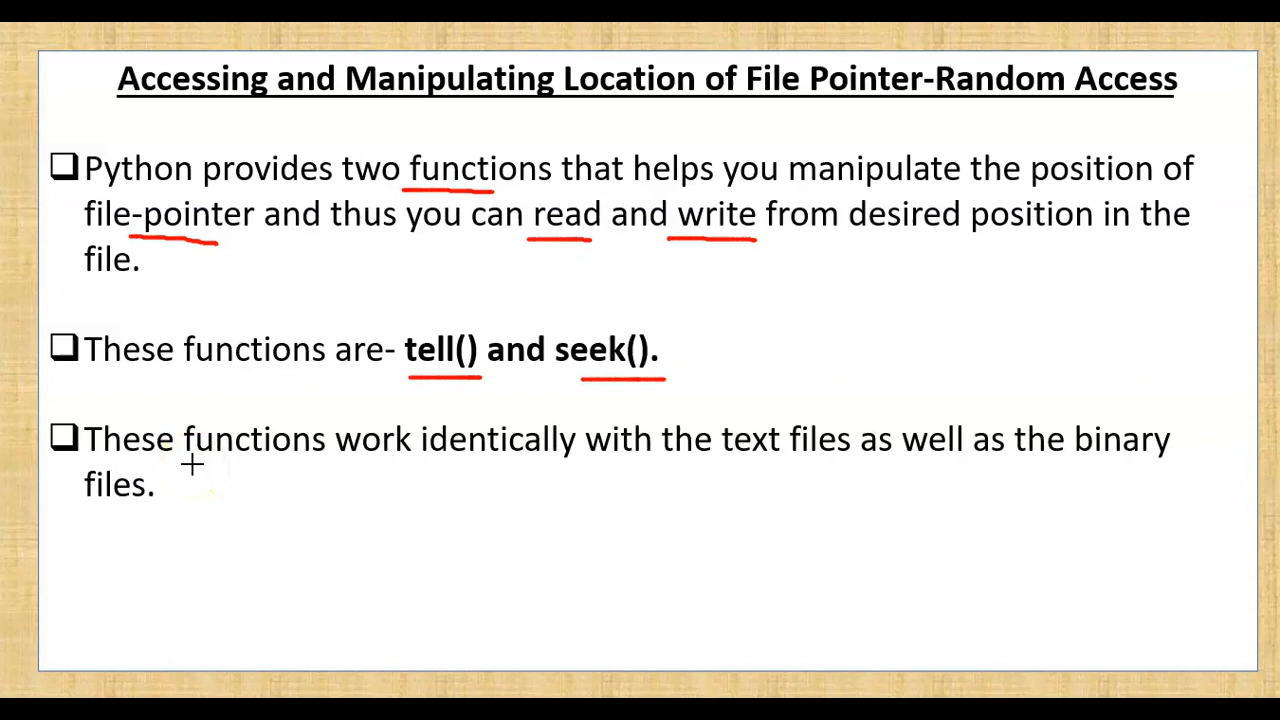 Accessing and Manipulating Location of File Pointer-Random Access
Python provides two functions that helps you manipulate the position of
file-pointer and thus you can read and write from desired position in the
file.
These functions are- tell() and seek().
These functions work identically with the text files as well as the binary
files.